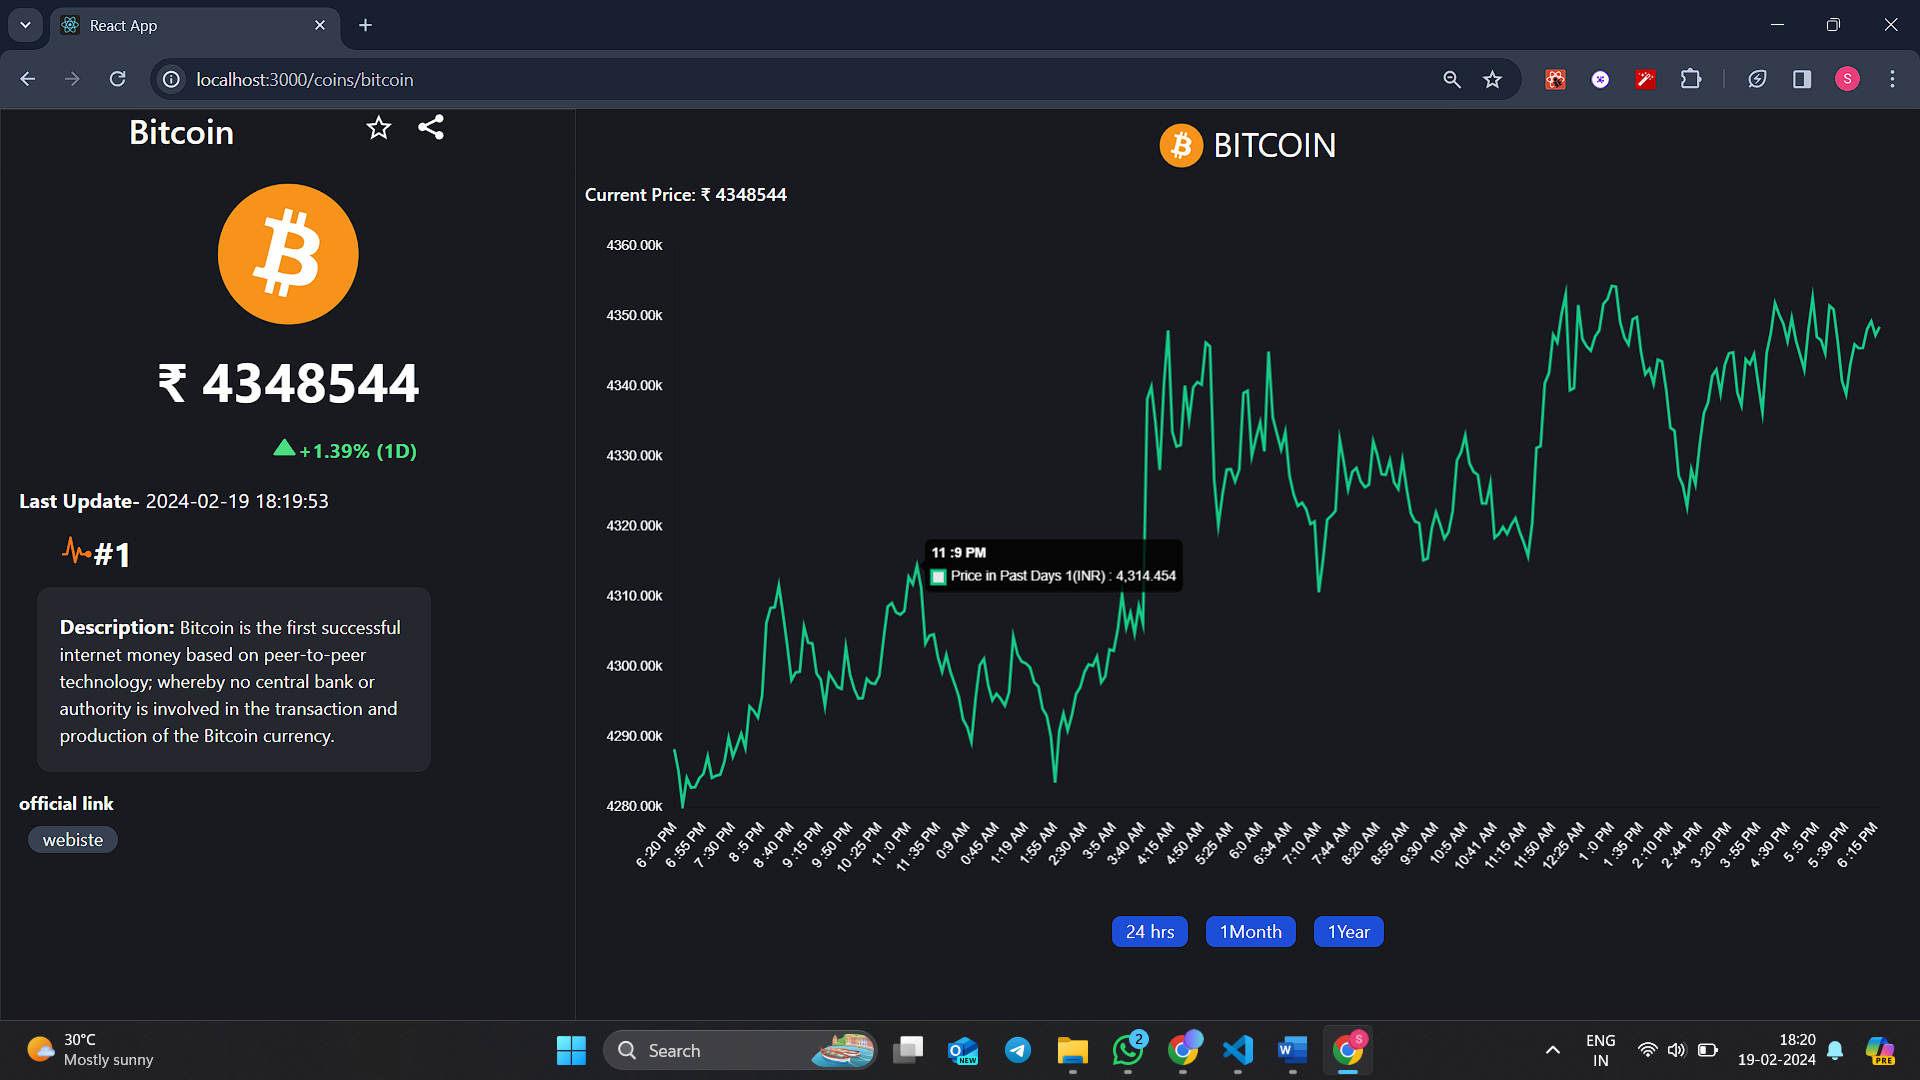 React App
localhost:3000/coins/bitcoin
S
Bitcoin
₹ 4348544
+1.39% (1D)
Last Update- 2024-02-19 18:19:53
#1
Description: Bitcoin is the first successful
internet money based on peer-to-peer
technology; whereby no central bank or
authority is involved in the transaction and
production of the Bitcoin currency.
official link
webiste
BITCOIN
Current Price: ₹ 4348544
4360.00k
4350.00k
4340.00k
4330.00k
4320.00k
4310.00k
4300.00k
4290.00k
4280.00k
11 :9 PM
Price in Past Days 1(INR) : 4,314.454
6 :20 PM
6 :55 PM
7 :30 PM
8 :5 PM
8 :40 PM
9 :15 PM
9 :50 PM
10 :25 PM
11 :0 PM
11 :35 PM
0:9 AM
0:45 AM
1:19 AM
1:55 AM
2:30 AM
3:5 AM
3:40 AM
4:15 AM
4:50 AM
5:25 AM
6:0 AM
6:34 AM
7:10 AM
7:44 AM
8:20 AM
8:55 AM
9:30 AM
10:5 AM
10:41 AM
11:15 AM
11:50 AM
12:25 AM
1 :0 PM
1 :35 PM
2 :10 PM
2 :44 PM
3 :20 PM
3 :55 PM
4 :30 PM
5 :5 PM
5 :39 PM
6 :15 PM
24 hrs
1Month
1Year
30°C
Mostly sunny
Search
NEW
2
W
S
ENG
IN
18:20
19-02-2024
PRE